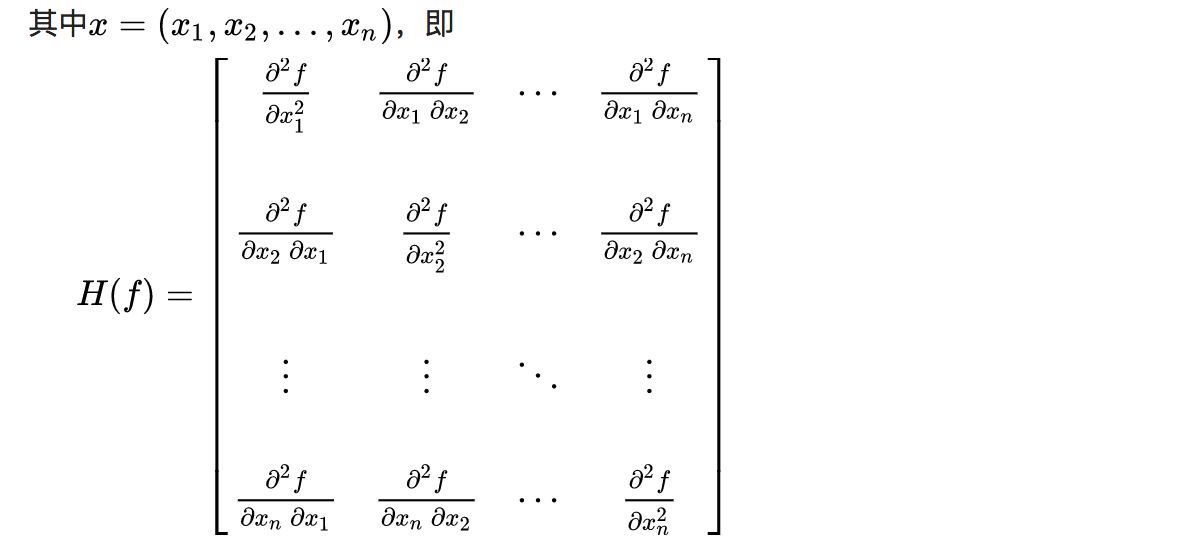 其中$x = (x_1, x_2, \ldots, x_n)$，即
$H(f) = \begin{bmatrix} \frac{\partial^2 f}{\partial x_1^2} & \frac{\partial^2 f}{\partial x_1 \, \partial x_2} & \cdots & \frac{\partial^2 f}{\partial x_1 \, \partial x_n} \\ \frac{\partial^2 f}{\partial x_2 \, \partial x_1} & \frac{\partial^2 f}{\partial x_2^2} & \cdots & \frac{\partial^2 f}{\partial x_2 \, \partial x_n} \\ \vdots & \vdots & \ddots & \vdots \\ \frac{\partial^2 f}{\partial x_n \, \partial x_1} & \frac{\partial^2 f}{\partial x_n \, \partial x_2} & \cdots & \frac{\partial^2 f}{\partial x_n^2} \end{bmatrix}$